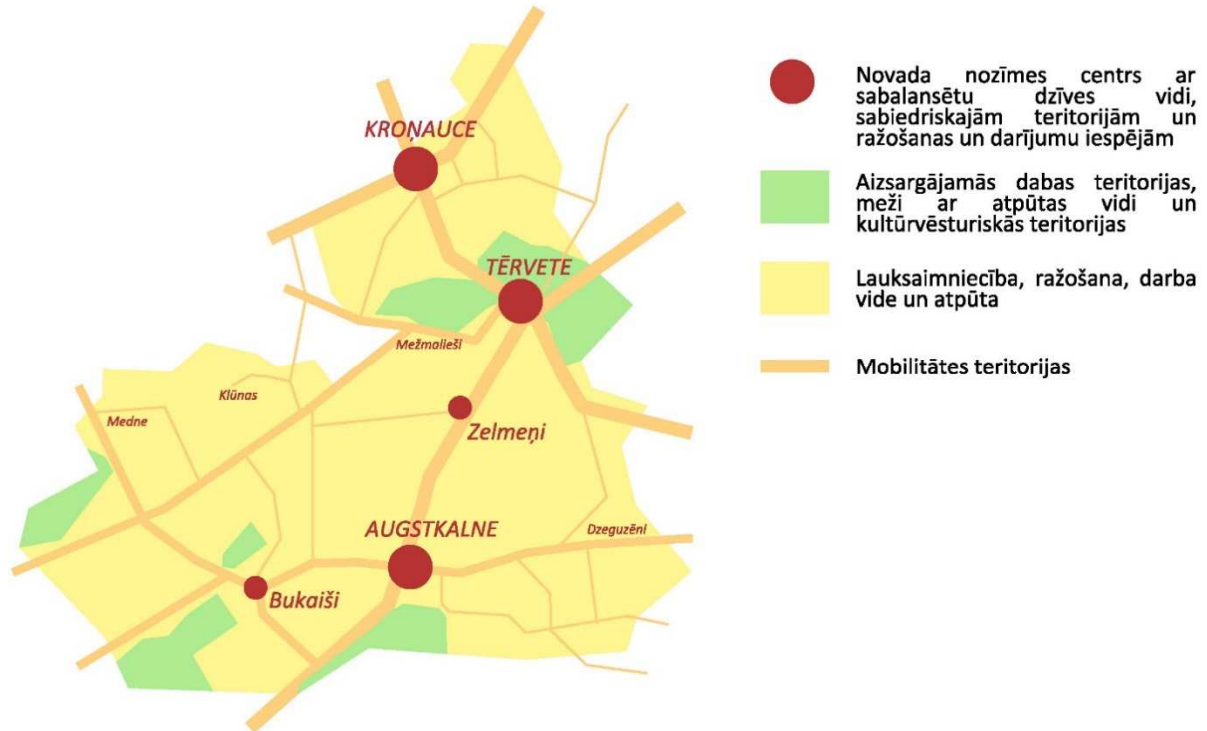 KROŅAUCE
TĒRVETE
Mežmalieši
Klūnas
Medne
Zelmeņi
AUGSTKALNE
Dzeguzēni
Bukaiši
Novada nozīmes centrs ar
sabalansētu dzīves vidi,
sabiedriskajām teritorijām un
ražošanas un darījumu iespējām
Aizsargājamās dabas teritorijas,
meži ar atpūtas vidi un
kultūrvēsturiskās teritorijas
Lauksaimniecība, ražošana, darba
vide un atpūta
Mobilitātes teritorijas